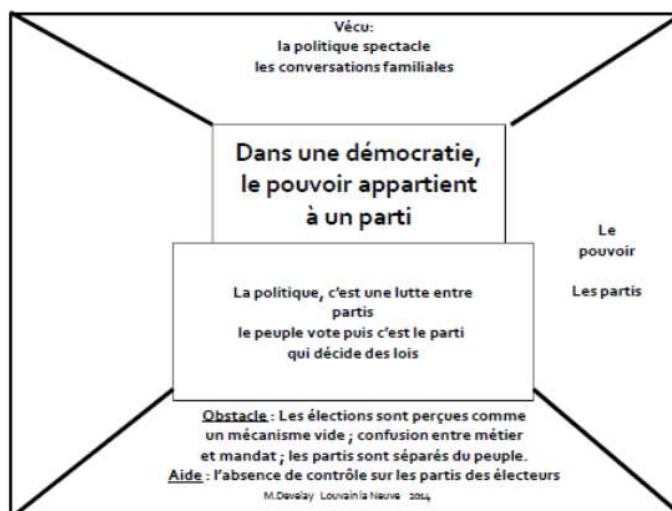 Vécu:
la politique spectacle
les conversations familiales
Dans une démocratie,
le pouvoir appartient
à un parti
Le
pouvoir
Les partis
La politique, c'est une lutte entre
partis
le peuple vote puis c'est le parti
qui décide des lois
Obstacle : Les élections sont perçues comme
un mécanisme vide ; confusion entre métier
et mandat ; les partis sont séparés du peuple.
Aide : l'absence de contrôle sur les partis des électeurs
M.Develay Louvain la Neuve 2014